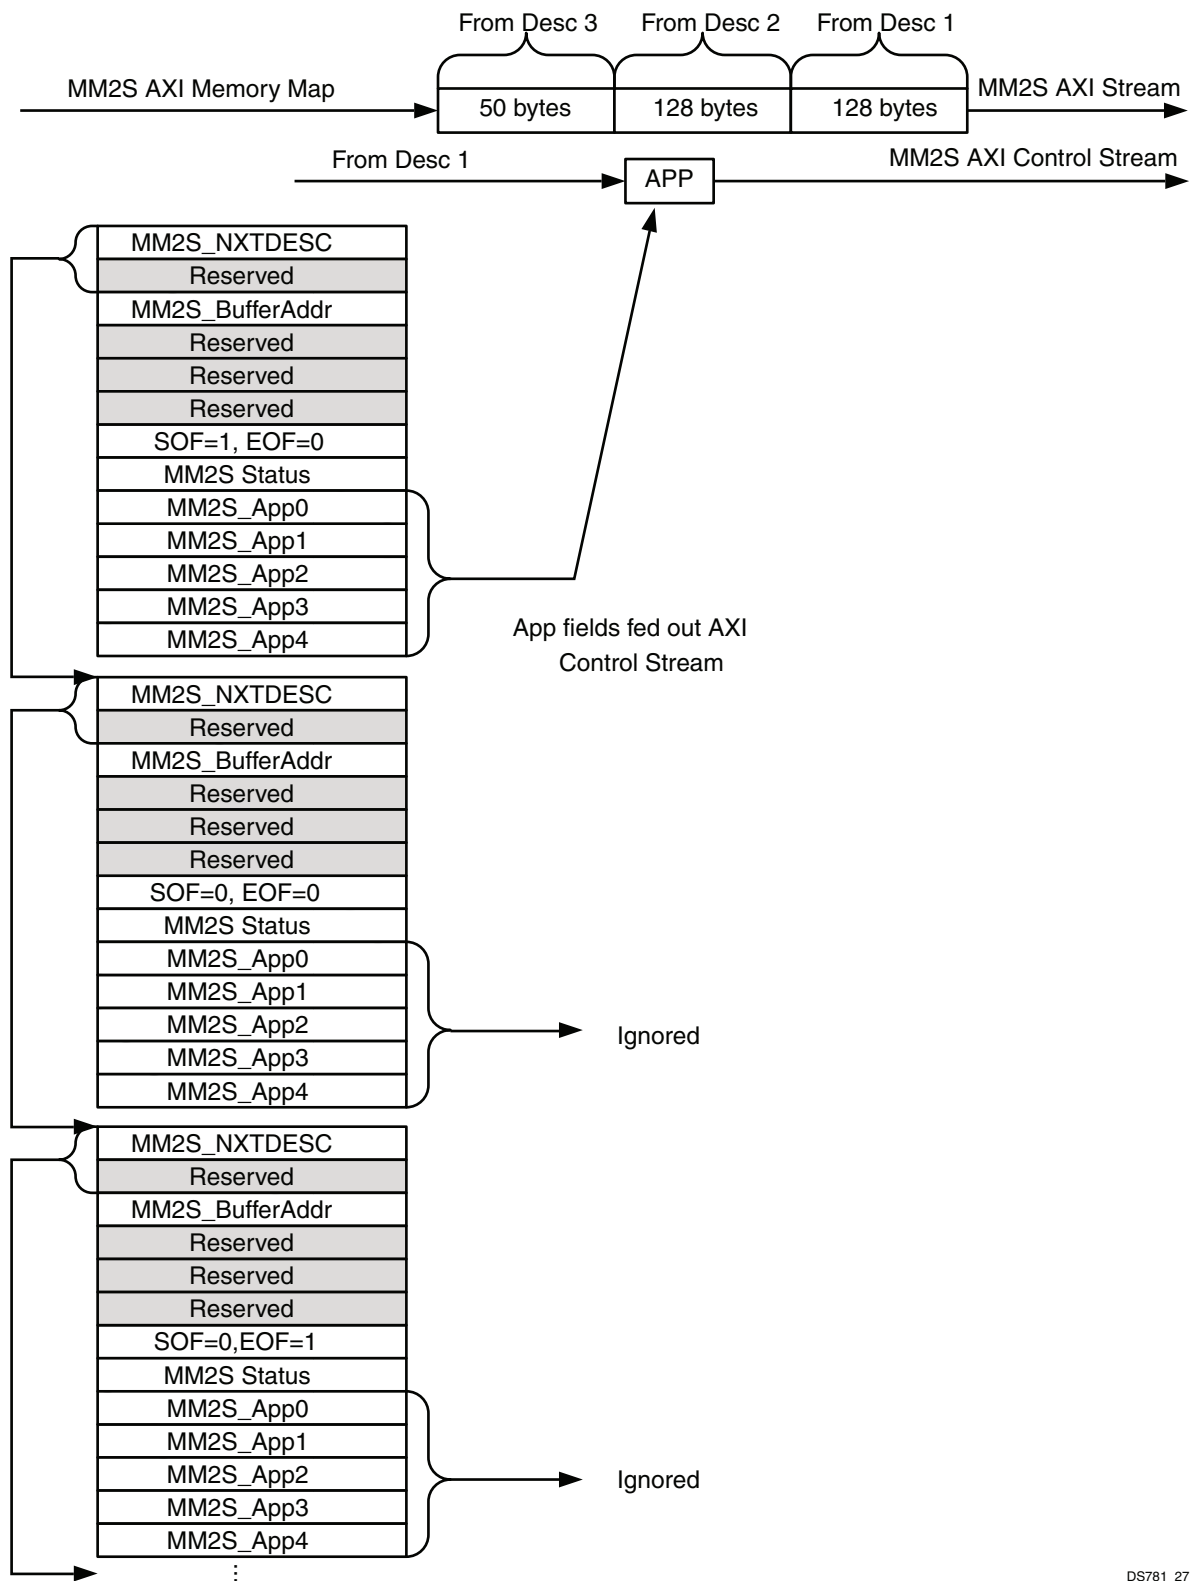 From Desc 3 From Desc 2 From Desc 1
MM2S AXI Memory Map 50 bytes 128 bytes 128 bytes MM2S AXI Stream
From Desc 1 APP MM2S AXI Control Stream
MM2S_NXTDESC
Reserved
MM2S_BufferAddr
Reserved
Reserved
Reserved
SOF=1, EOF=0
MM2S Status
MM2S_App0
MM2S_App1
MM2S_App2
MM2S_App3
MM2S_App4
App fields fed out AXI
Control Stream
MM2S_NXTDESC
Reserved
MM2S_BufferAddr
Reserved
Reserved
Reserved
SOF=0, EOF=0
MM2S Status
MM2S_App0
MM2S_App1
MM2S_App2
MM2S_App3
MM2S_App4
Ignored
MM2S_NXTDESC
Reserved
MM2S_BufferAddr
Reserved
Reserved
Reserved
SOF=0,EOF=1
MM2S Status
MM2S_App0
MM2S_App1
MM2S_App2
MM2S_App3
MM2S_App4
Ignored
DS781_27